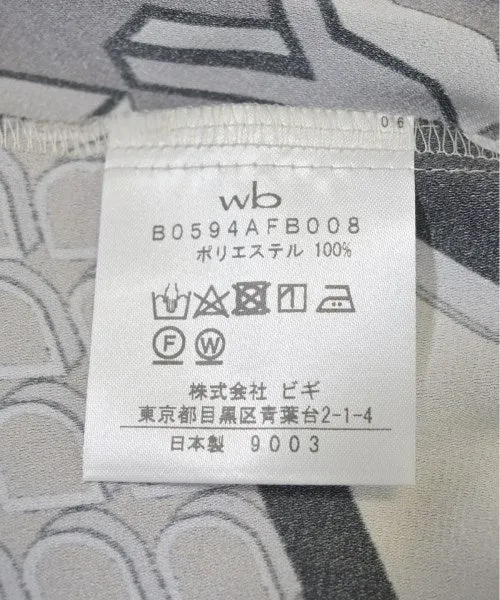 06
wb
B0594AFB008
ポリエステル 100%
F W
株式会社 ビギ
東京都目黒区青葉台2-1-4
日本製 9003